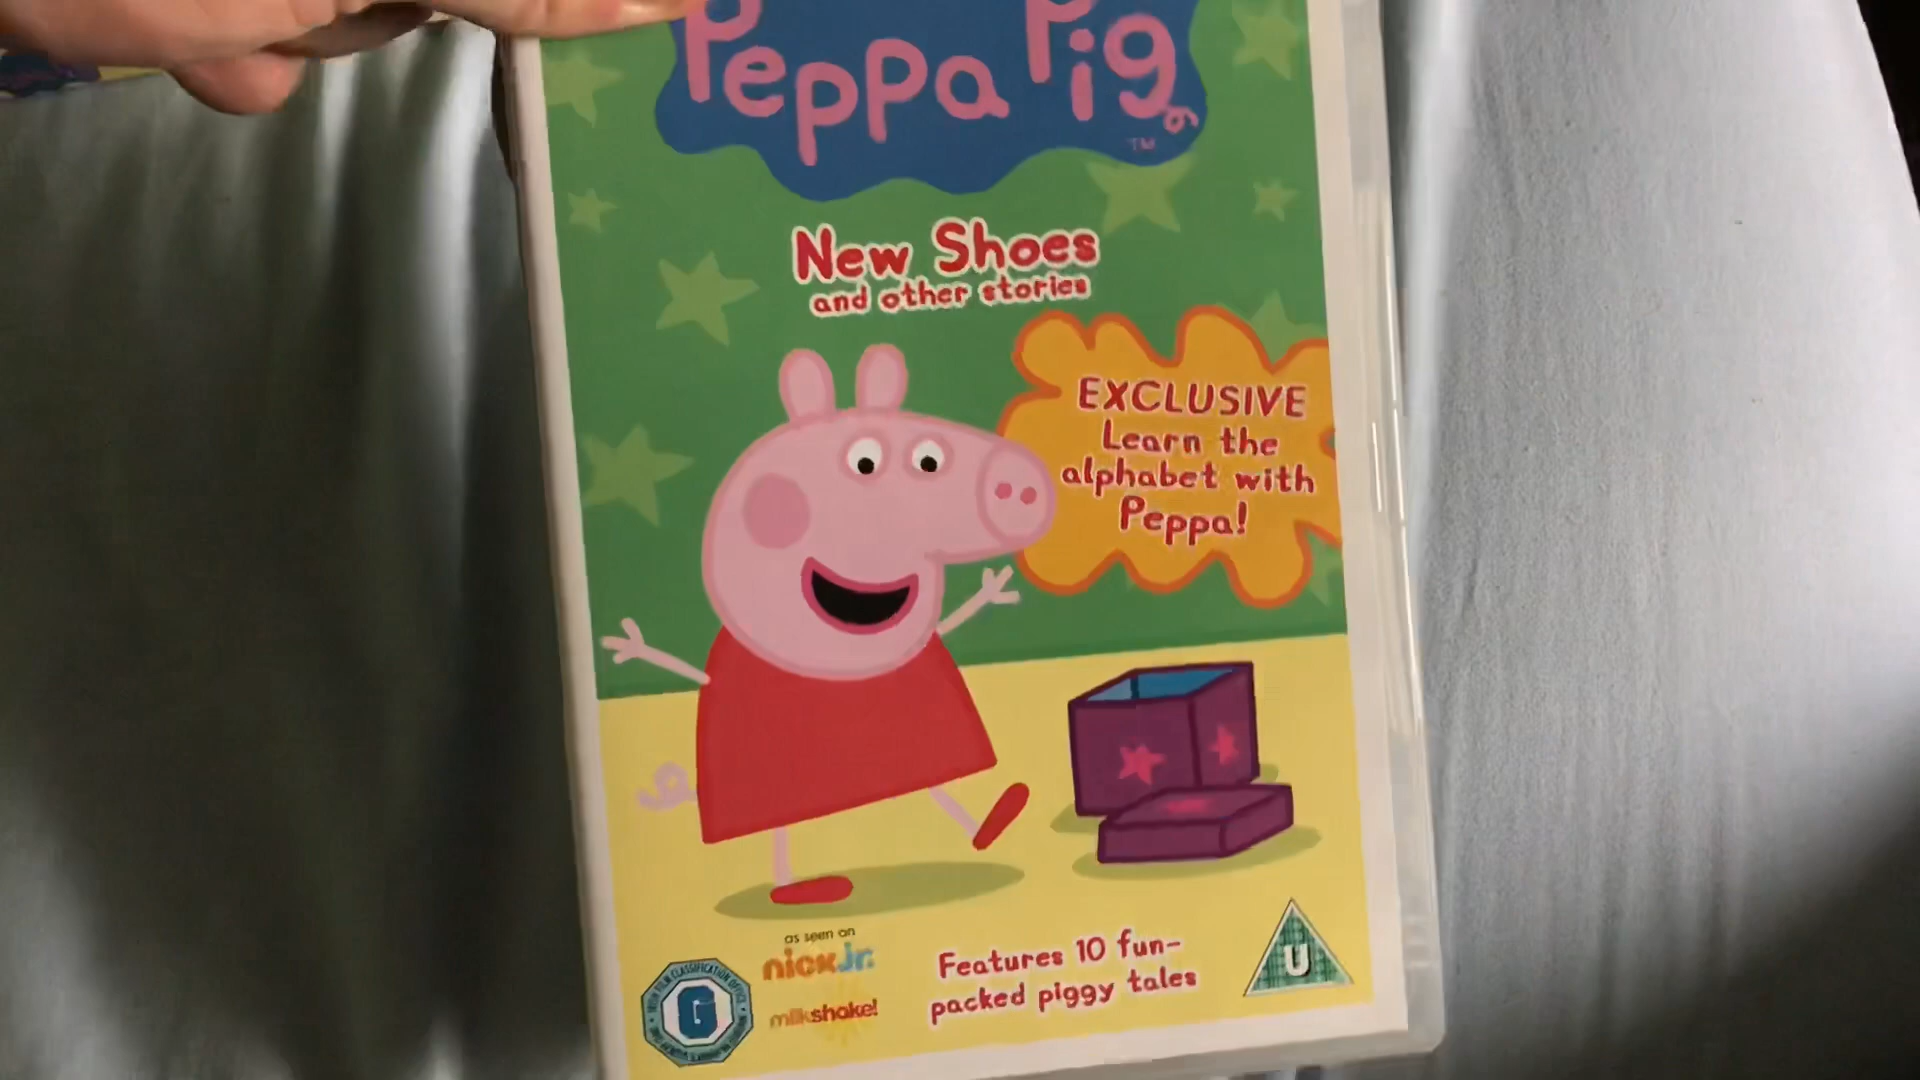 Peppa Pig
TM
New Shoes
and other stories
EXCLUSIVE
Learn the
alphabet with
Peppa!
as seen on
nick jr.
milkshake!
Features 10 fun-
packed piggy tales
G
U